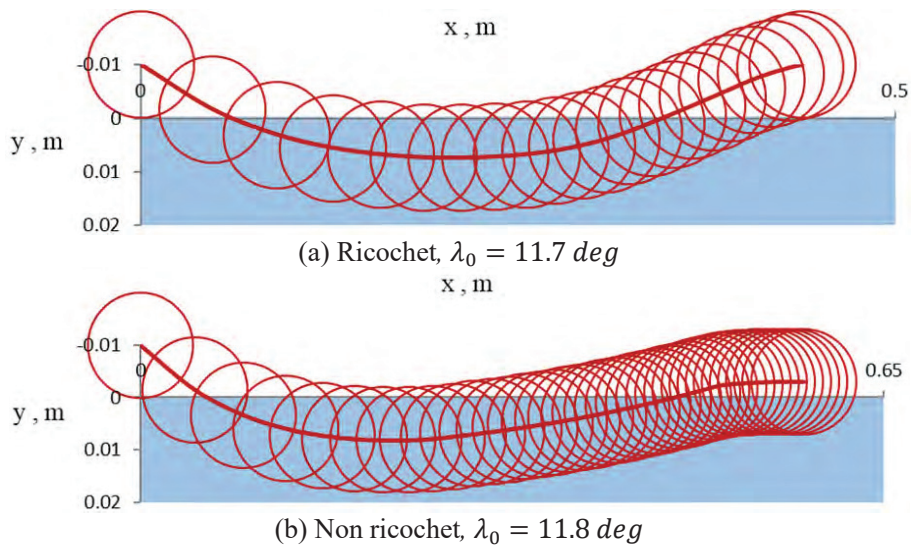 x , m
-0.01
0
0.5
0
y , m
0.01
0.02
(a) Ricochet, λ₀ = 11.7 deg
x , m
-0.01
0
0.65
0
y , m
0.01
0.02
(b) Non ricochet, λ₀ = 11.8 deg